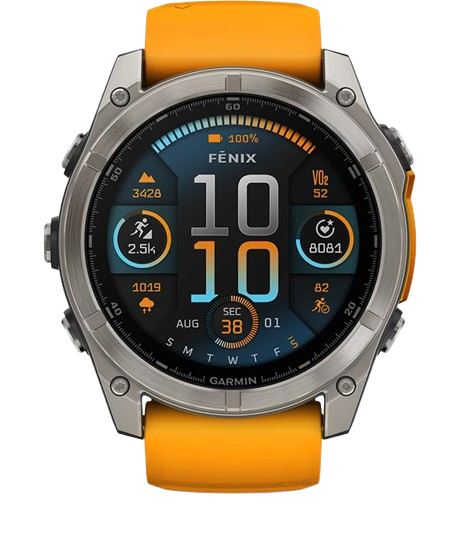 60
100%
FĒNIX
3428
VO₂
52
50
10
2.5k
8081
10
1019
82
40
20
SEC
AUG 38 01
S M T W T F S
GARMIN